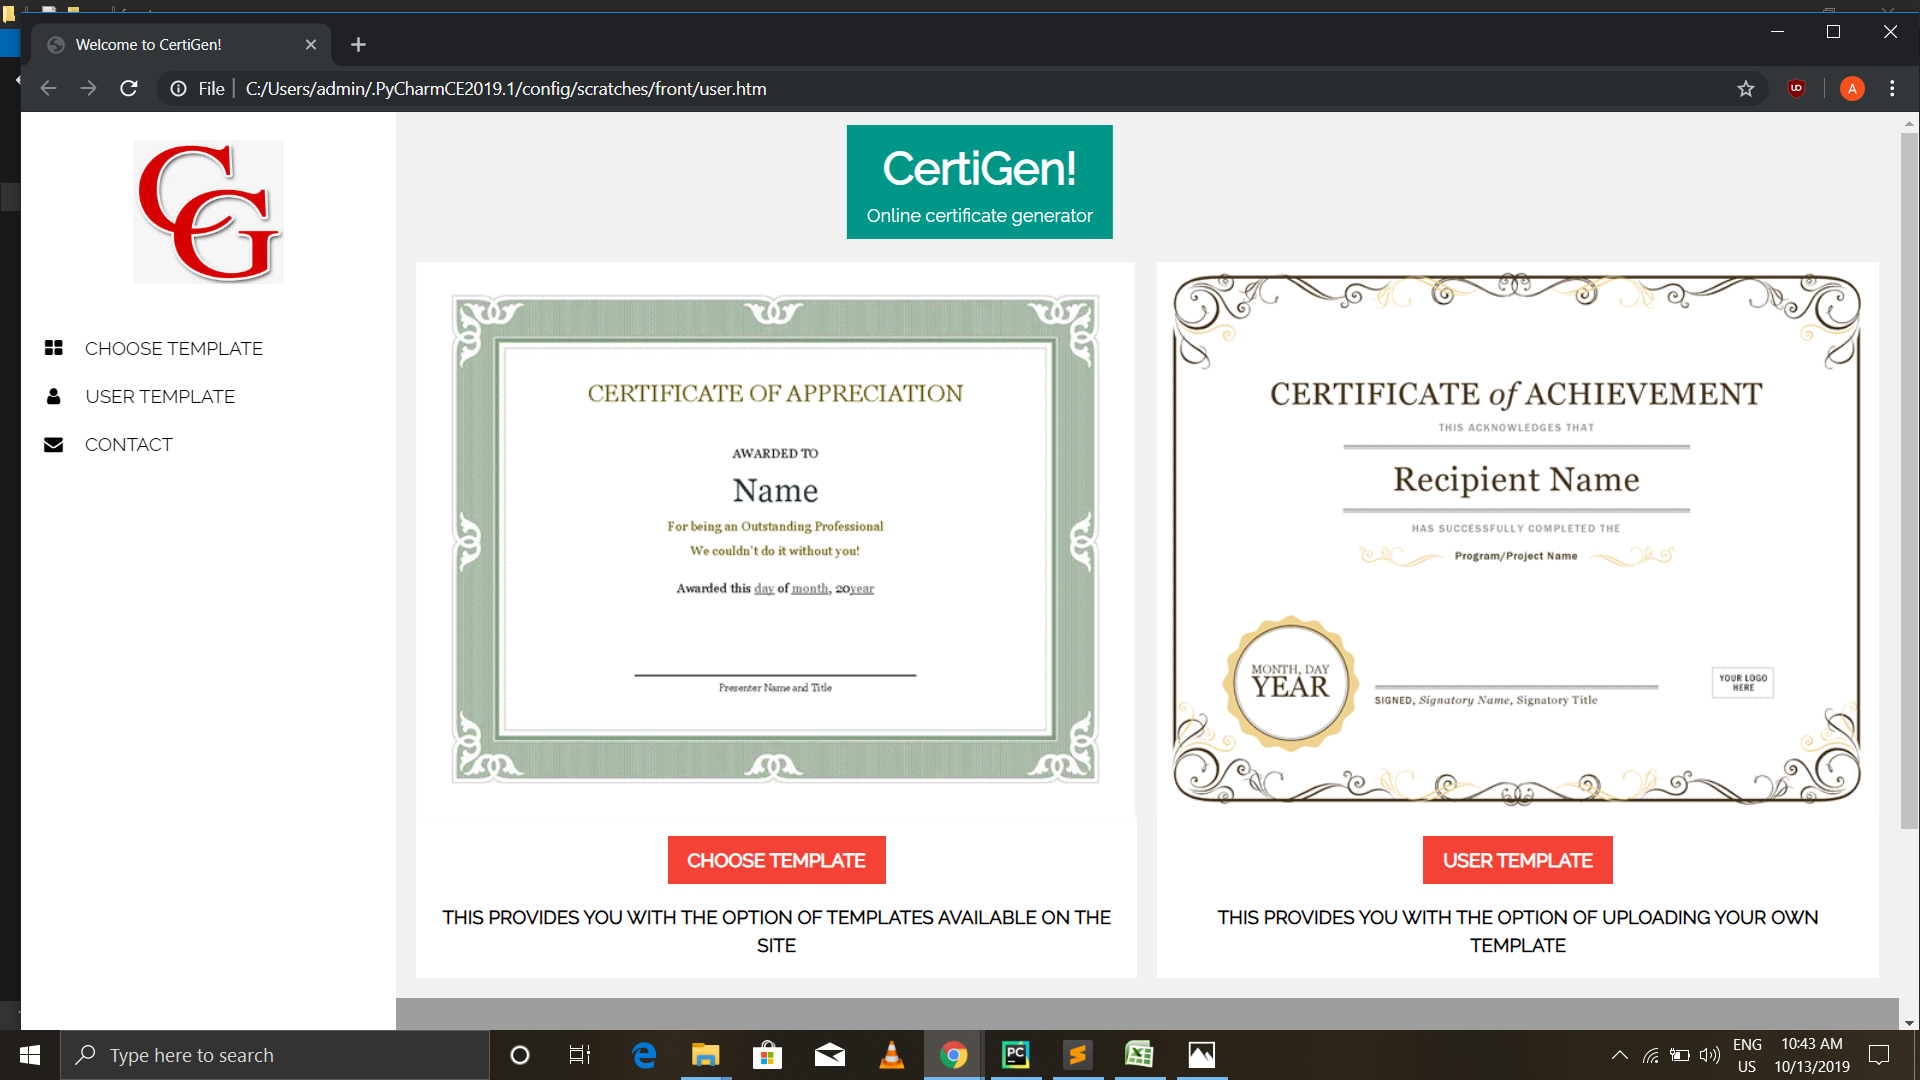 Welcome to CertiGen!
File
C:/Users/admin/.PyCharmCE2019.1/config/scratches/front/user.htm
A
CG
CHOOSE TEMPLATE
USER TEMPLATE
CONTACT
CertiGen!
Online certificate generator
CERTIFICATE OF APPRECIATION
AWARDED TO
Name
For being an Outstanding Professional
We couldn't do it without you!
Awarded this day of month, 20year
Presenter Name and Title
CHOOSE TEMPLATE
THIS PROVIDES YOU WITH THE OPTION OF TEMPLATES AVAILABLE ON THE
SITE
CERTIFICATE of ACHIEVEMENT
THIS ACKNOWLEDGES THAT
Recipient Name
HAS SUCCESSFULLY COMPLETED THE
Program/Project Name
MONTH, DAY
YEAR
SIGNED, Signatory Name, Signatory Title
YOUR LOGO
HERE
USER TEMPLATE
THIS PROVIDES YOU WITH THE OPTION OF UPLOADING YOUR OWN
TEMPLATE
Type here to search
PC
ENG
US
10:43 AM
10/13/2019